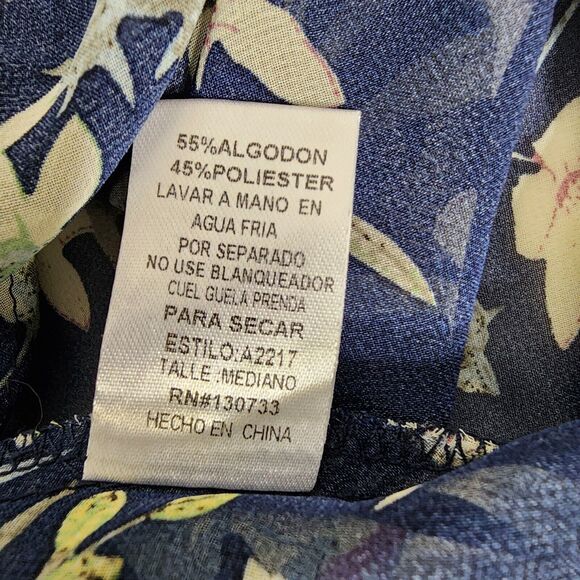 55%ALGODON
45%POLIESTER
LAVAR A MANO EN
AGUA FRIA
POR SEPARADO
NO USE BLANQUEADOR
CUEL GUELA PRENDA
PARA SECAR
ESTILO:A2217
TALLE :MEDIANO
RN#130733
HECHO EN CHINA